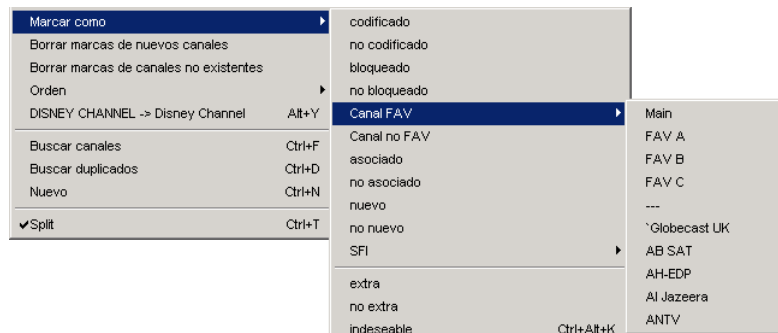 Marcar como
Borrar marcas de nuevos canales
Borrar marcas de canales no existentes
Orden
DISNEY CHANNEL -> Disney Channel Alt+Y
Buscar canales Ctrl+F
Buscar duplicados Ctrl+D
Nuevo Ctrl+N
Split Ctrl+T
codificado
no codificado
bloqueado
no bloqueado
Canal FAV
Canal no FAV
asociado
no asociado
nuevo
no nuevo
SFI
extra
no extra
indeseable Ctrl+Alt+K
Main
FAV A
FAV B
FAV C
---
`Globecast UK
AB SAT
AH-EDP
Al Jazeera
ANTV